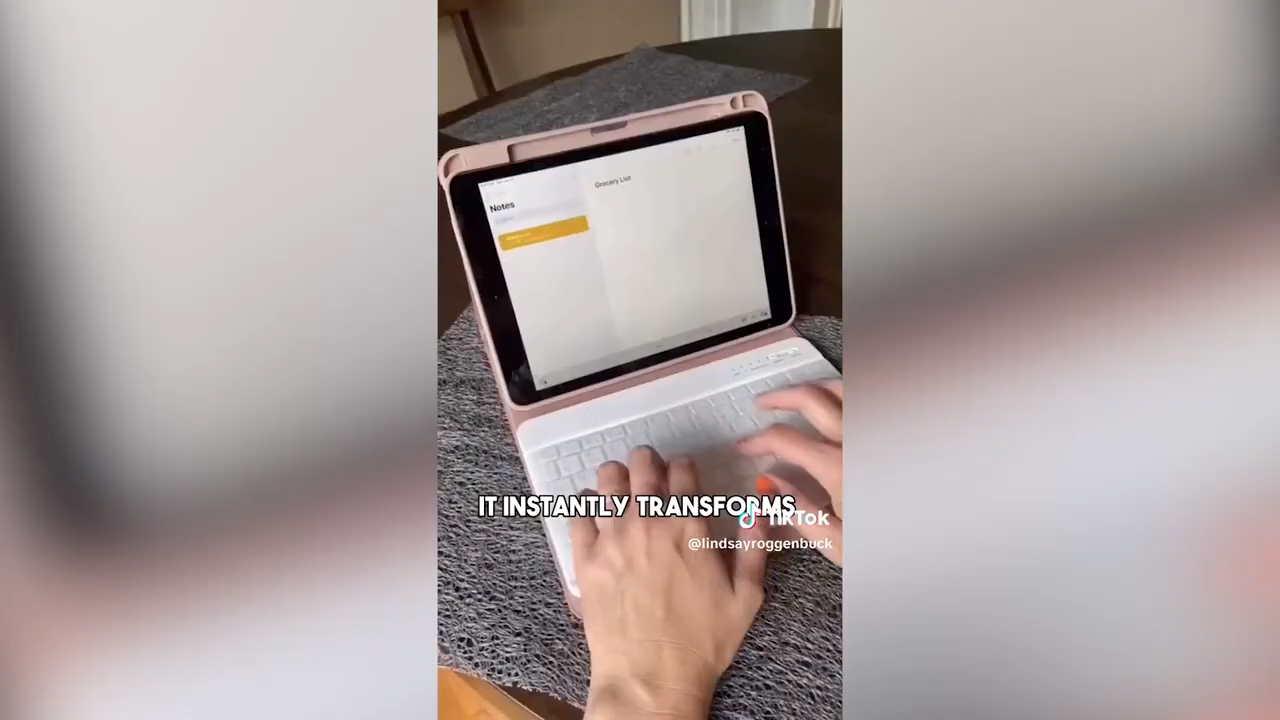 Grocery List
Notes
IT INSTANTLY TRANSFORMS
TikTok
@lindsayroggenbuck